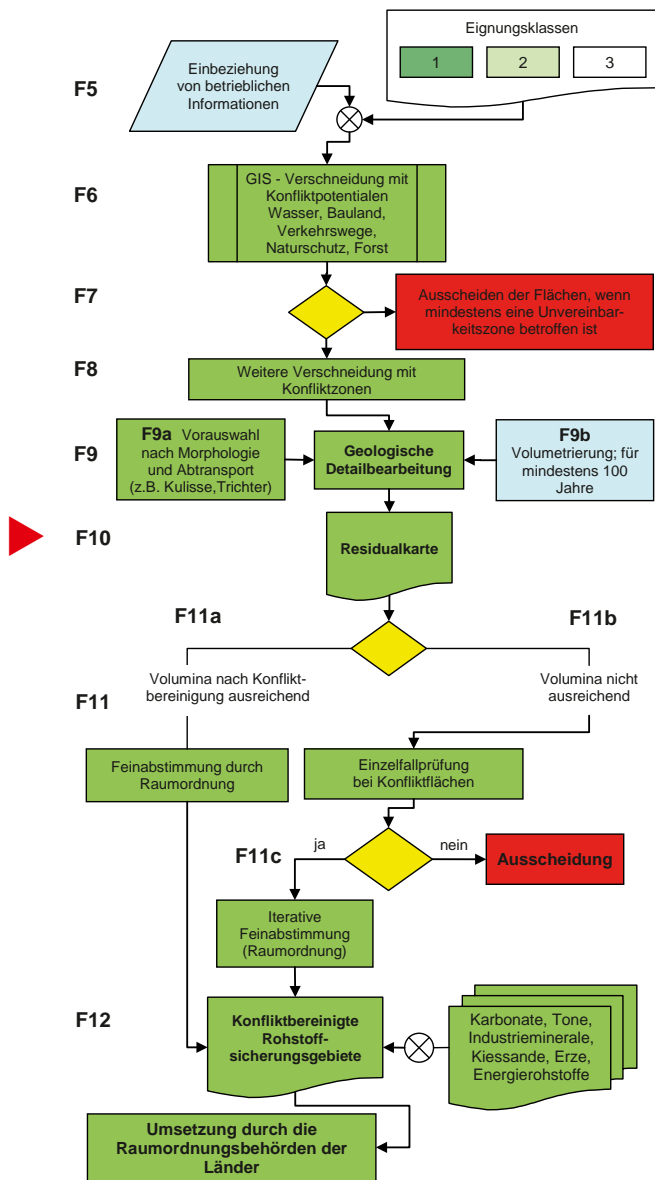 Eignungsklassen
1 2 3
F5
Einbeziehung
von betrieblichen
Informationen
F6
GIS - Verschneidung mit
Konfliktpotentialen
Wasser, Bauland,
Verkehrswege,
Naturschutz, Forst
F7
Ausscheiden der Flächen, wenn
mindestens eine Unvereinbar-
keitszone betroffen ist
F8
Weitere Verschneidung mit
Konfliktzonen
F9
F9a Vorauswahl
nach Morphologie
und Abtransport
(z.B. Kulisse,Trichter)
Geologische
Detailbearbeitung
F9b
Volumetrierung; für
mindestens 100
Jahre
F10
Residualkarte
F11a
F11b
Volumina nach Konflikt-
bereinigung ausreichend
Volumina nicht
ausreichend
F11
Feinabstimmung durch
Raumordnung
Einzelfallprüfung
bei Konfliktflächen
F11c
ja
nein
Ausscheidung
Iterative
Feinabstimmung
(Raumordnung)
F12
Konfliktbereinigte
Rohstoff-
sicherungsgebiete
Karbonate, Tone,
Industrieminerale,
Kiessande, Erze,
Energierohstoffe
Umsetzung durch die
Raumordnungsbehörden der
Länder